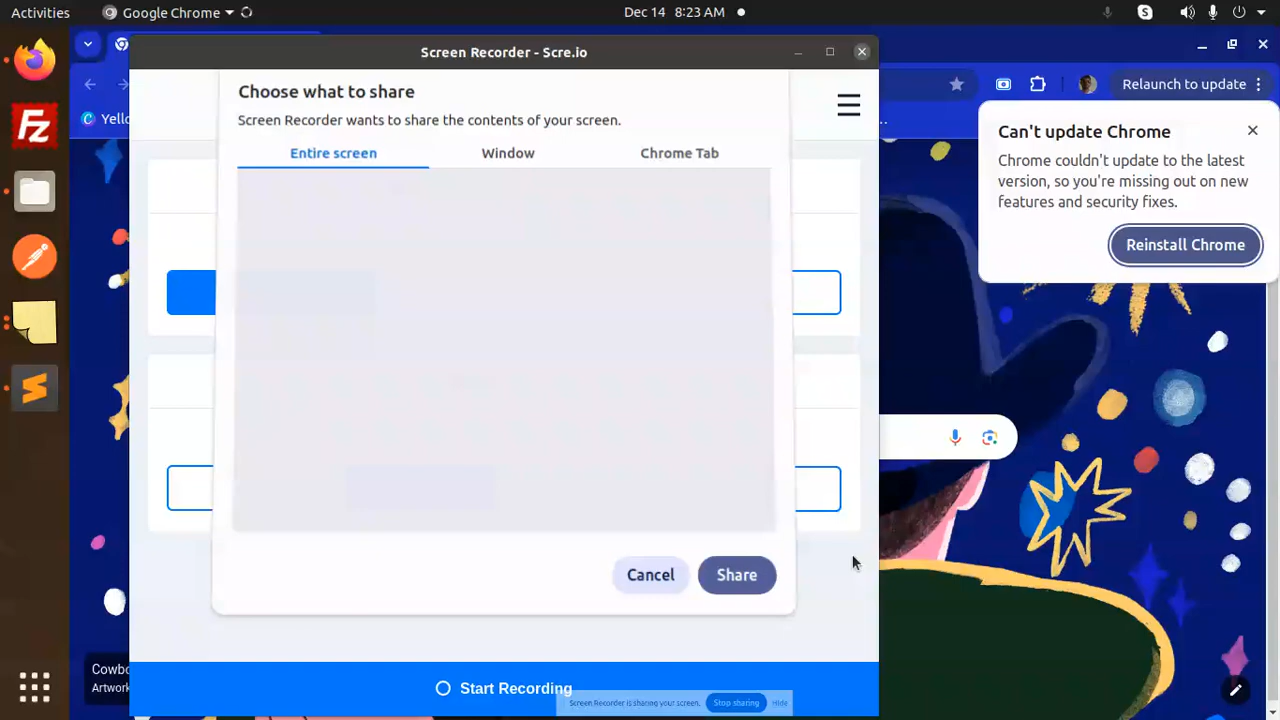 Activities
Google Chrome
Dec 14 8:23 AM
Screen Recorder - Scre.io
Relaunch to update
Yello
Choose what to share
Screen Recorder wants to share the contents of your screen.
Entire screen
Window
Chrome Tab
Can't update Chrome
Chrome couldn't update to the latest
version, so you're missing out on new
features and security fixes.
Reinstall Chrome
Cancel
Share
Cowbo
Artwork
Start Recording
Screen Recorder is sharing your screen.
Stop sharing
Hide